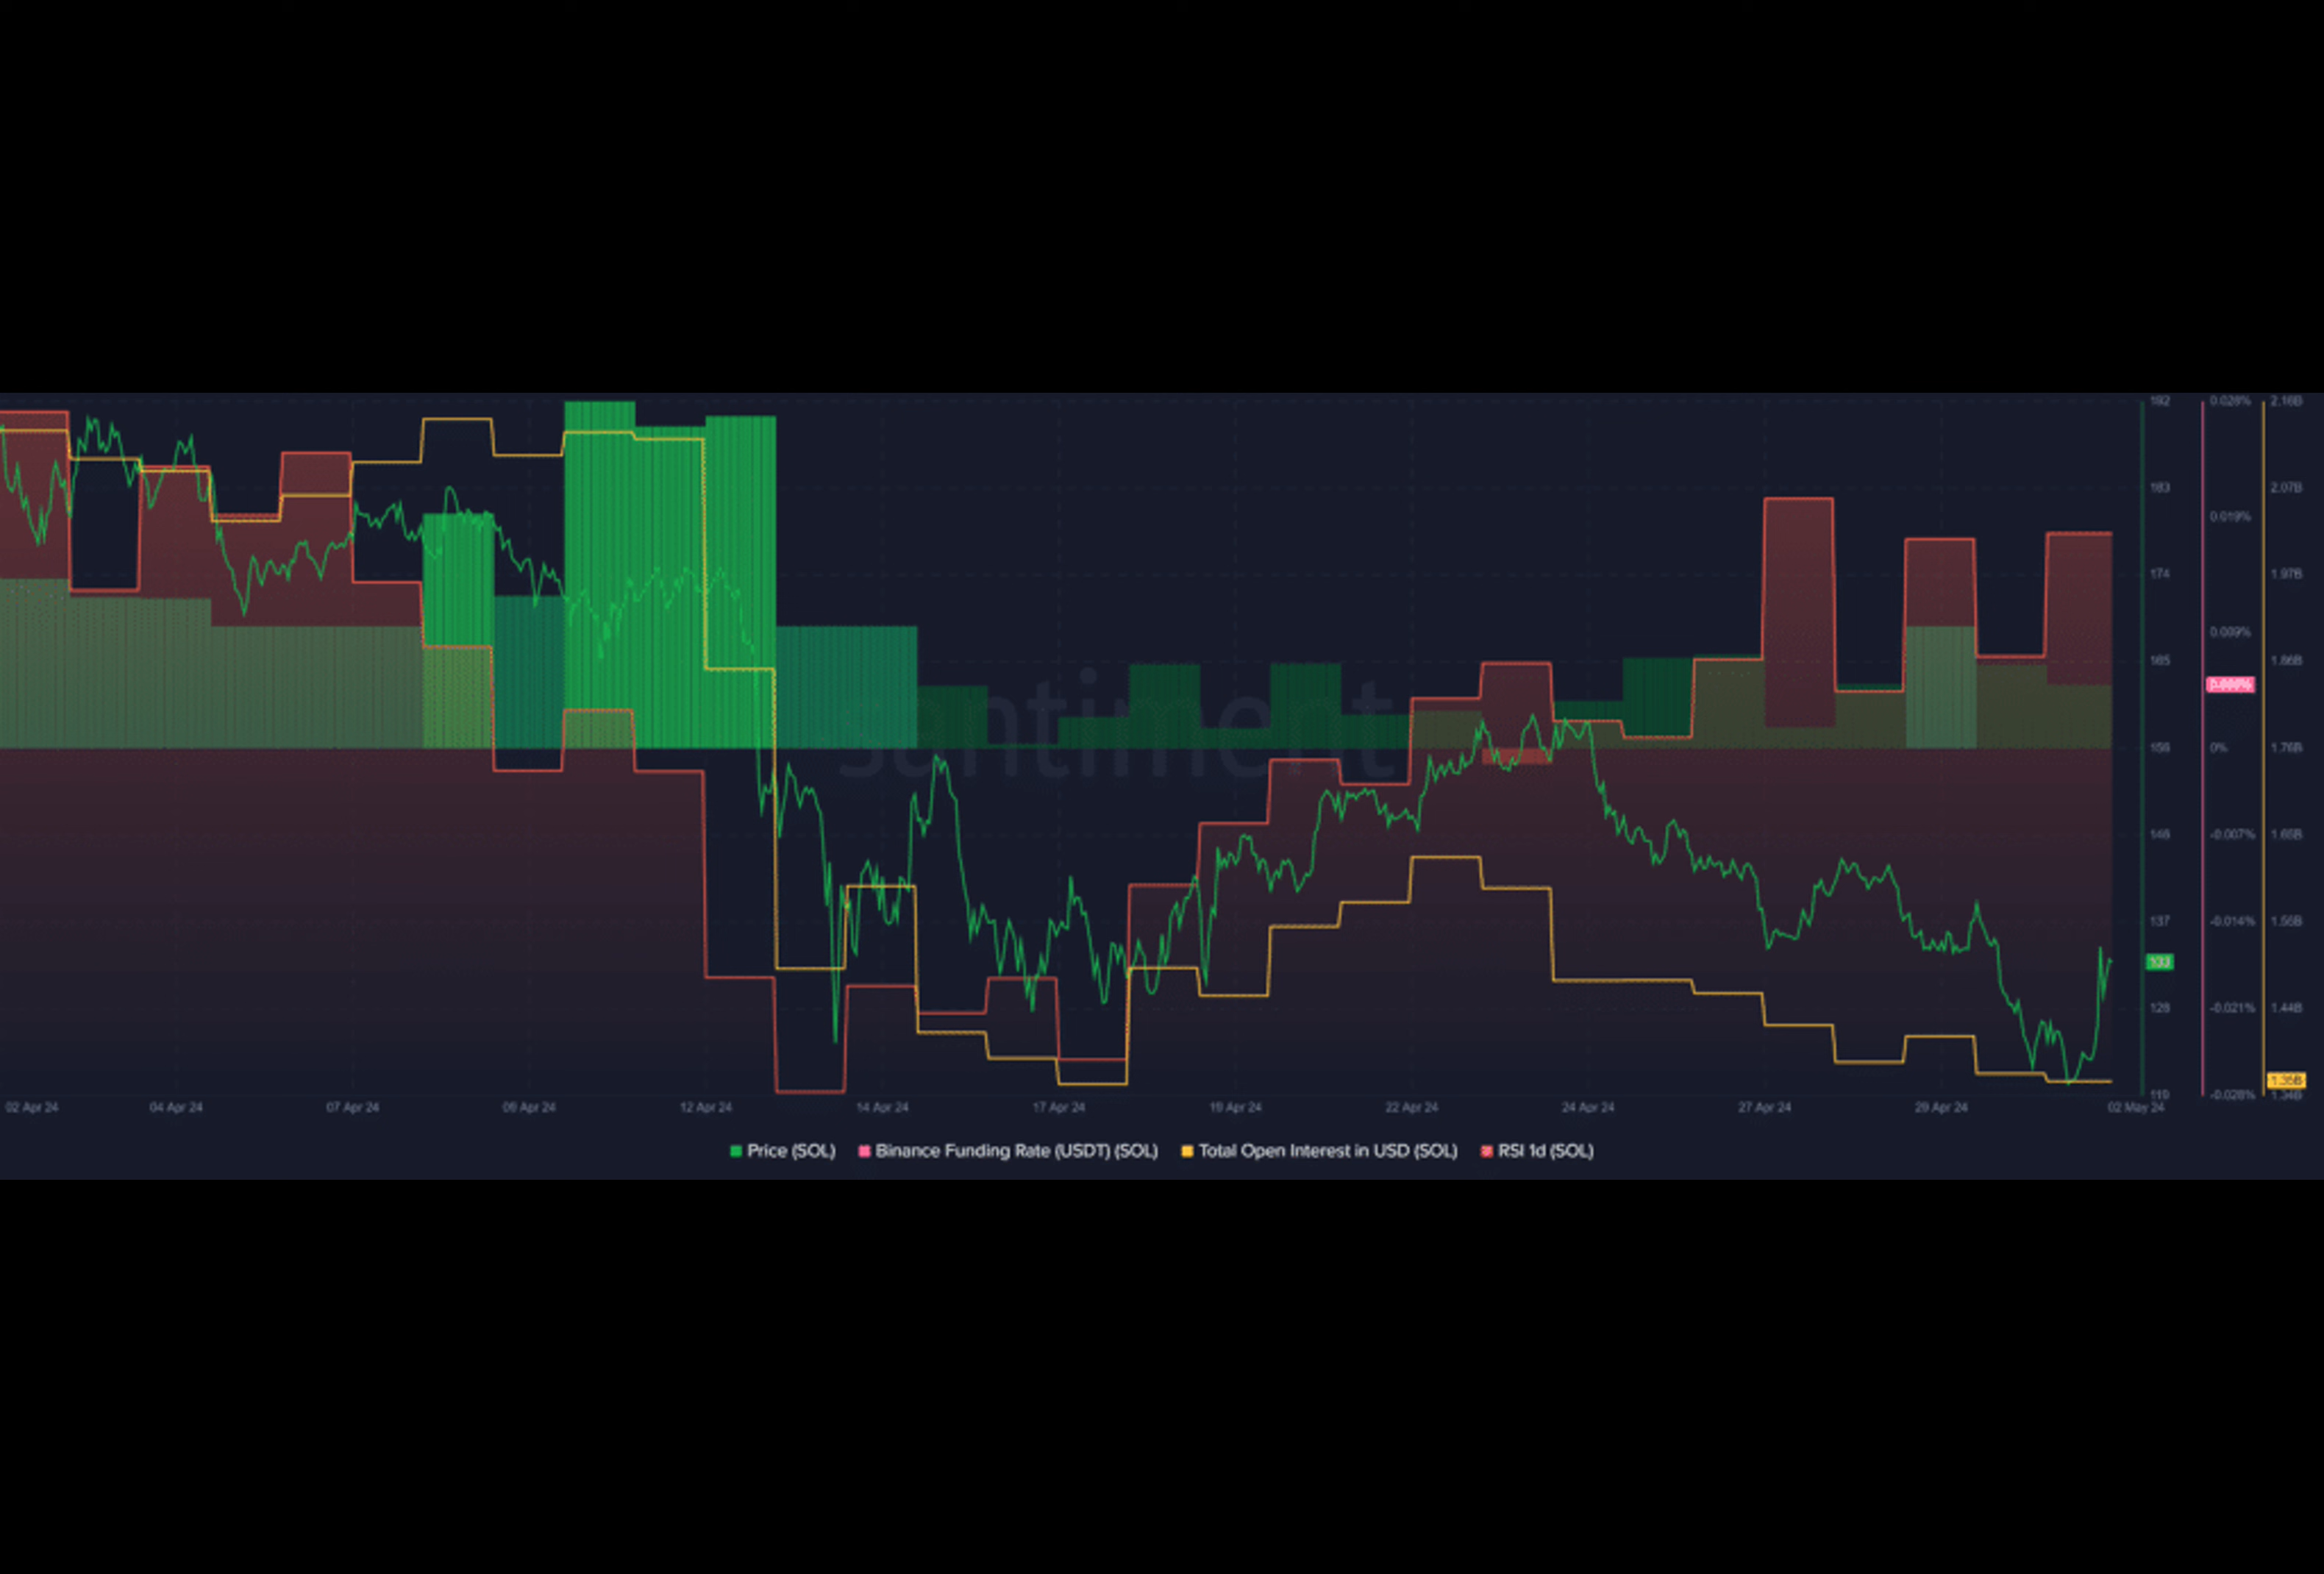 santiment
192 0.028% 2.18B
183 2.07B
0.019%
174 1.97B
0.009%
165 1.86B
156 0% 1.76B
146 -0.007% 1.65B
137 -0.014% 1.55B
133
128 -0.021% 1.44B
119 -0.028% 1.34B
02 Apr 24 04 Apr 24 07 Apr 24 09 Apr 24 12 Apr 24 14 Apr 24 17 Apr 24 19 Apr 24 22 Apr 24 24 Apr 24 27 Apr 24 29 Apr 24 02 May 24
Price (SOL) Binance Funding Rate (USDT) (SOL) Total Open Interest in USD (SOL) RSI 1d (SOL)